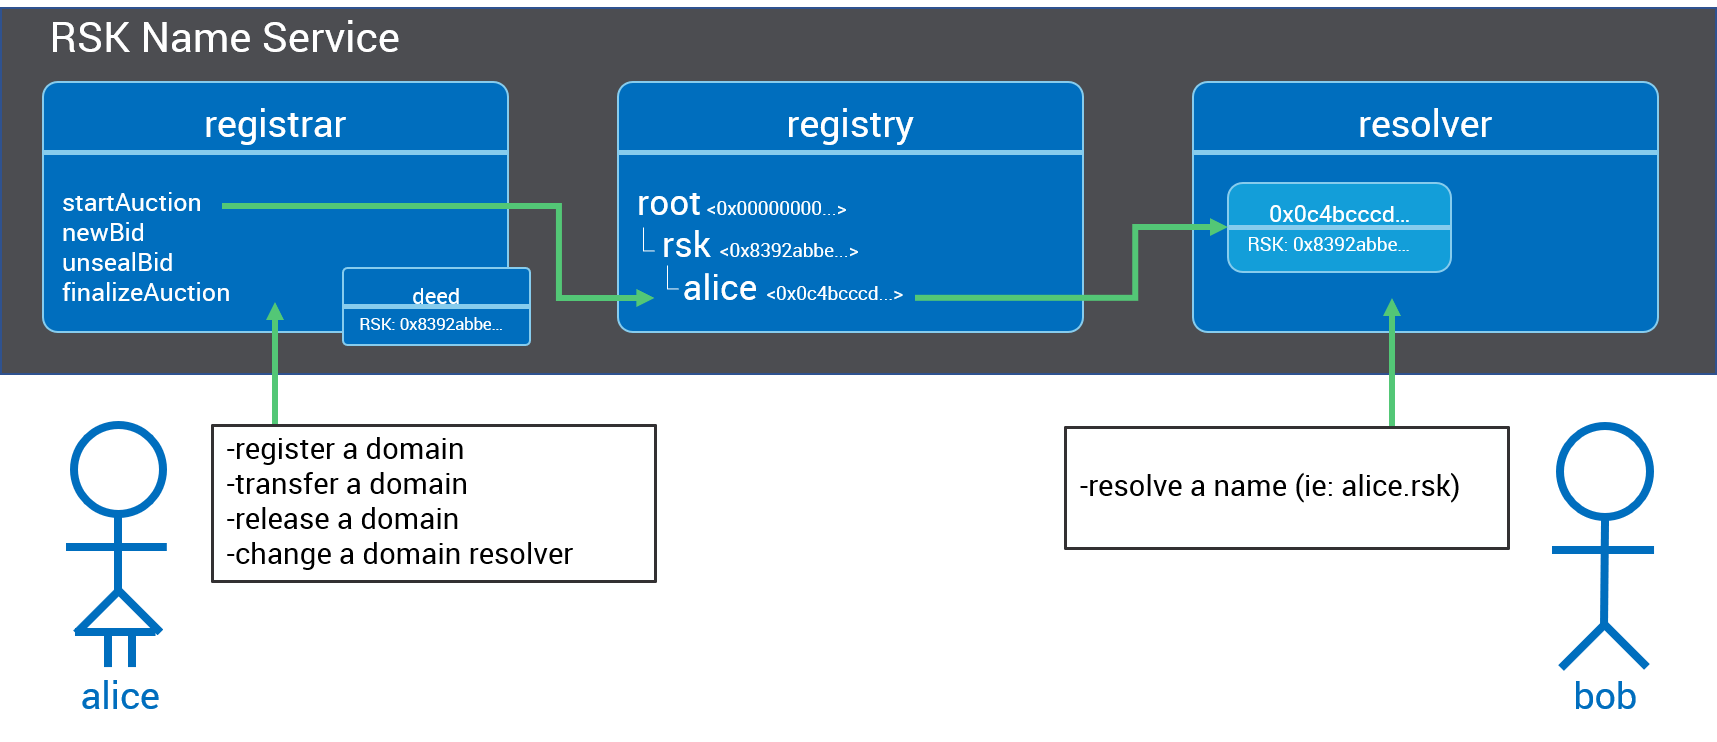 RSK Name Service
registrar
startAuction
newBid
unsealBid
finalizeAuction
deed
RSK: 0x8392abbe...
registry
root <0x00000000...>
rsk <0x8392abbe...>
alice <0x0c4bcccd...>
resolver
0x0c4bcccd...
RSK: 0x8392abbe...
-register a domain
-transfer a domain
-release a domain
-change a domain resolver
alice
-resolve a name (ie: alice.rsk)
bob